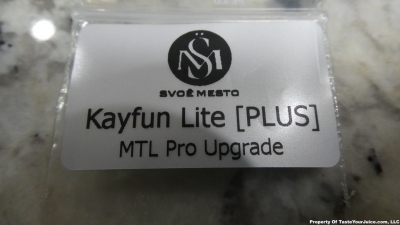 SM
SVOË MESTO
Kayfun Lite [PLUS]
MTL Pro Upgrade
Property Of TasteYourJuice.com, LLC